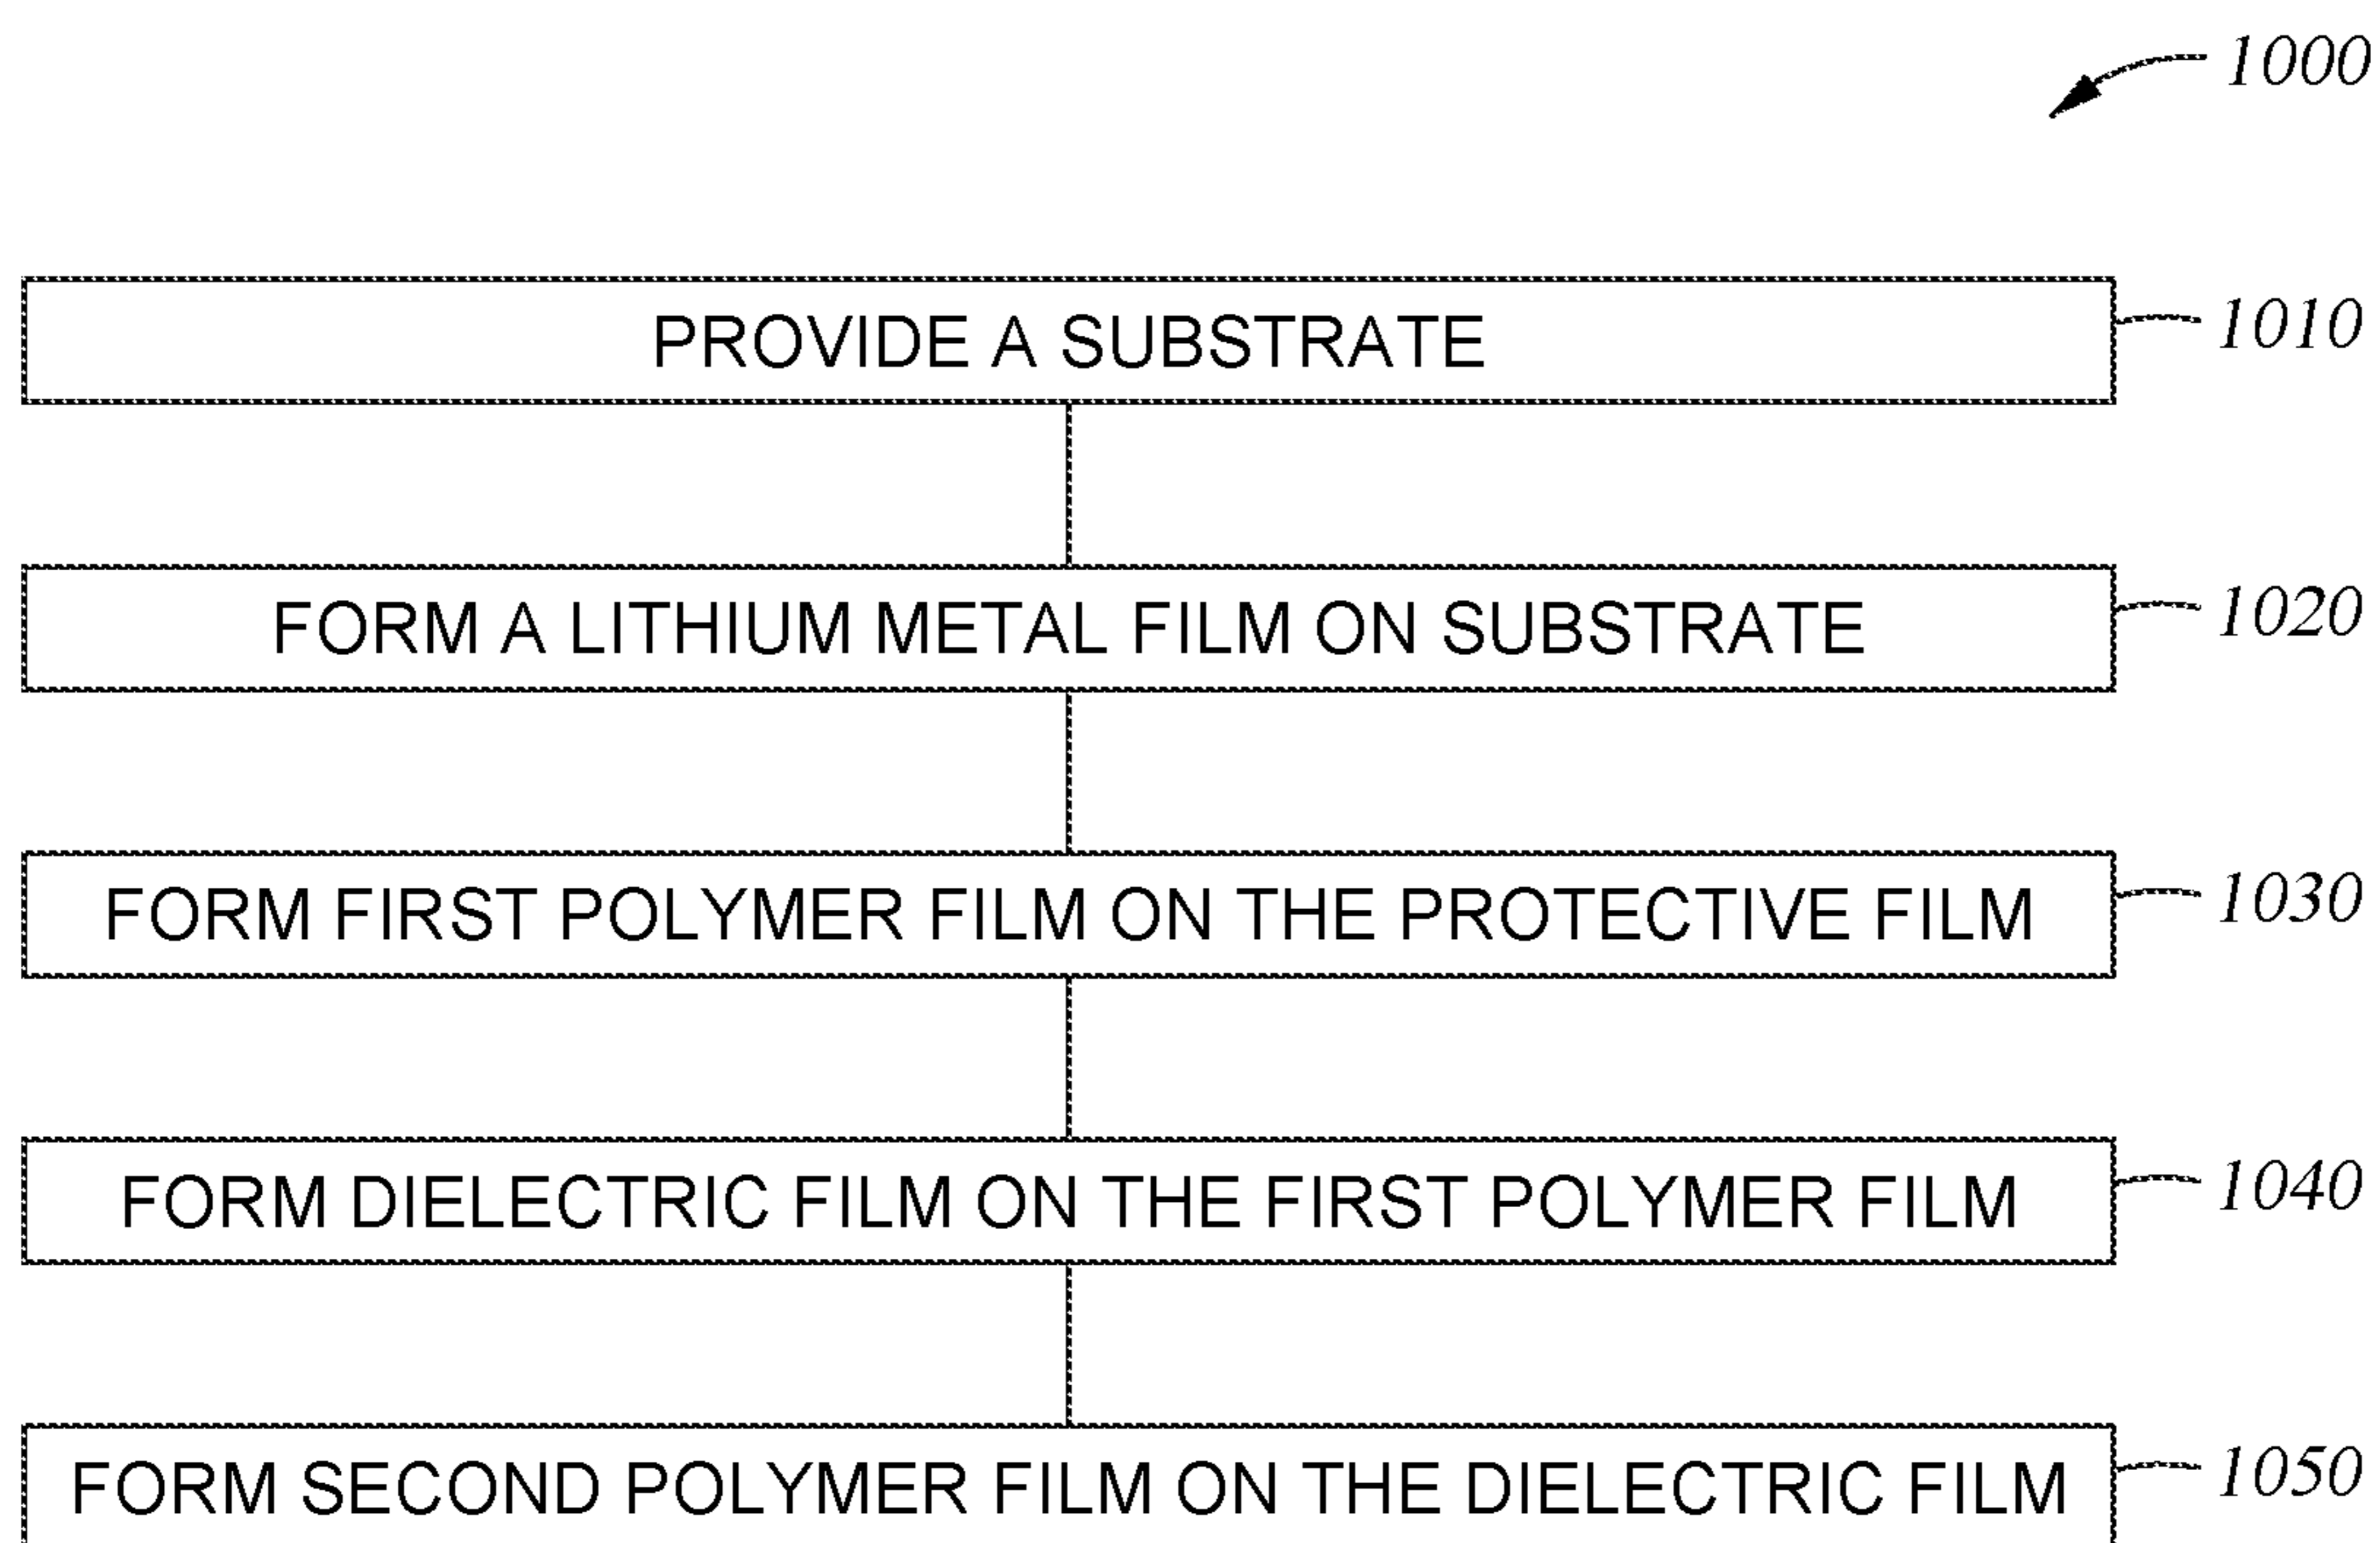 1000
PROVIDE A SUBSTRATE 1010
FORM A LITHIUM METAL FILM ON SUBSTRATE 1020
FORM FIRST POLYMER FILM ON THE PROTECTIVE FILM 1030
FORM DIELECTRIC FILM ON THE FIRST POLYMER FILM 1040
FORM SECOND POLYMER FILM ON THE DIELECTRIC FILM 1050